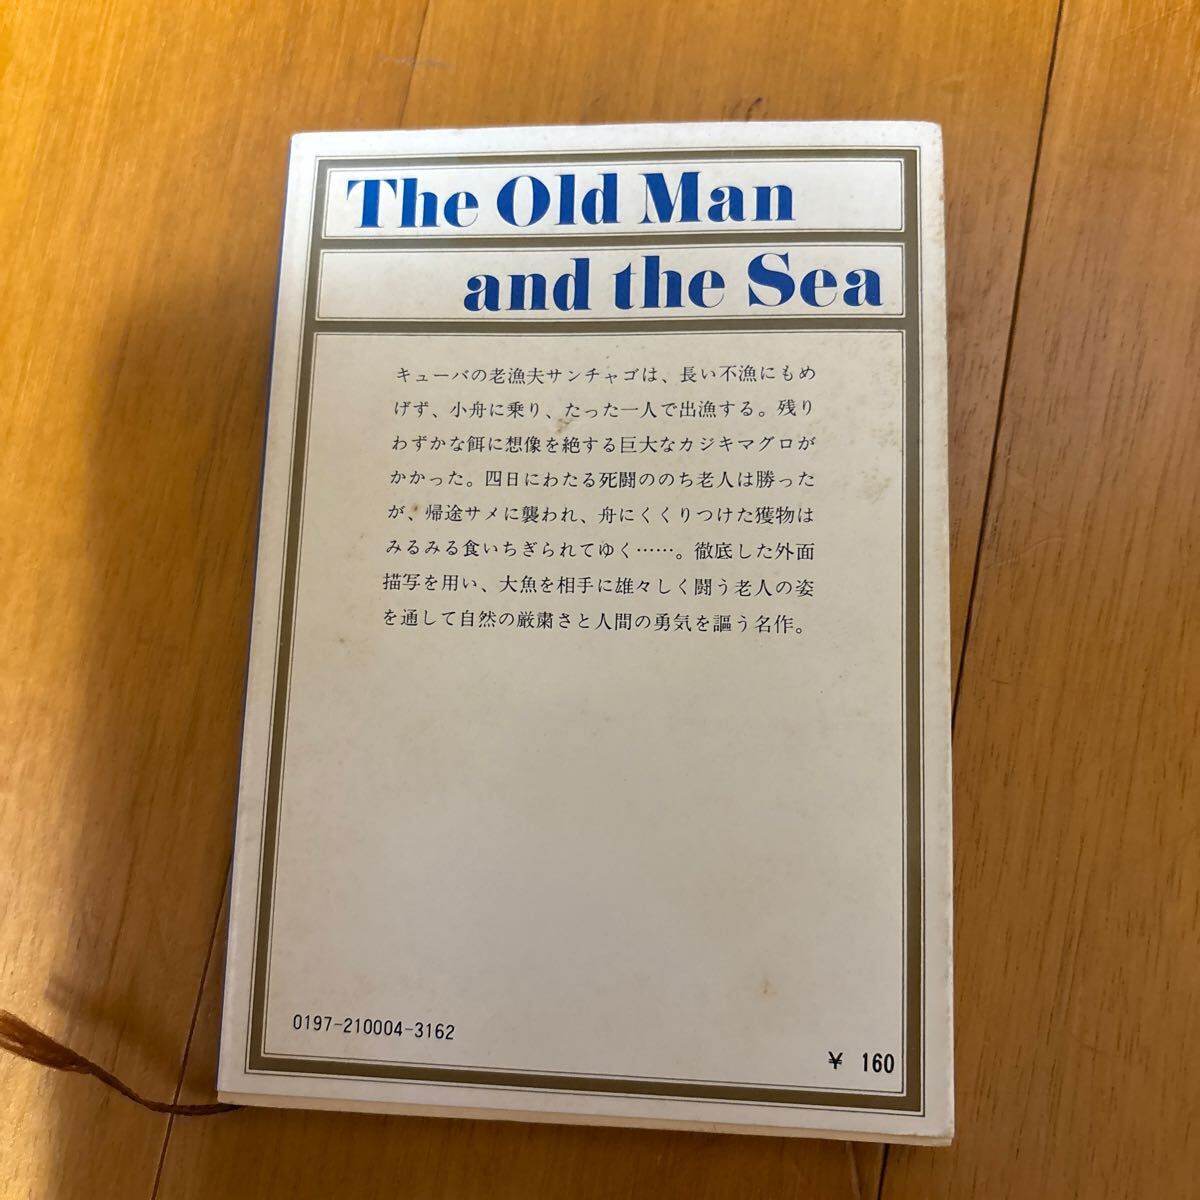 The Old Man
and the Sea
キューバの老漁夫サンチャゴは、長い不漁にもめ
げず、小舟に乗り、たった一人で出漁する。残り
わずかな餌に想像を絶する巨大なカジキマグロが
かかった。四日にわたる死闘ののち老人は勝った
が、帰途サメに襲われ、舟にくくりつけた獲物は
みるみる食いちぎられてゆく……。徹底した外面
描写を用い、大魚を相手に雄々しく闘う老人の姿
を通して自然の厳粛さと人間の勇気を謳う名作。
0197-210004-3162
¥ 160